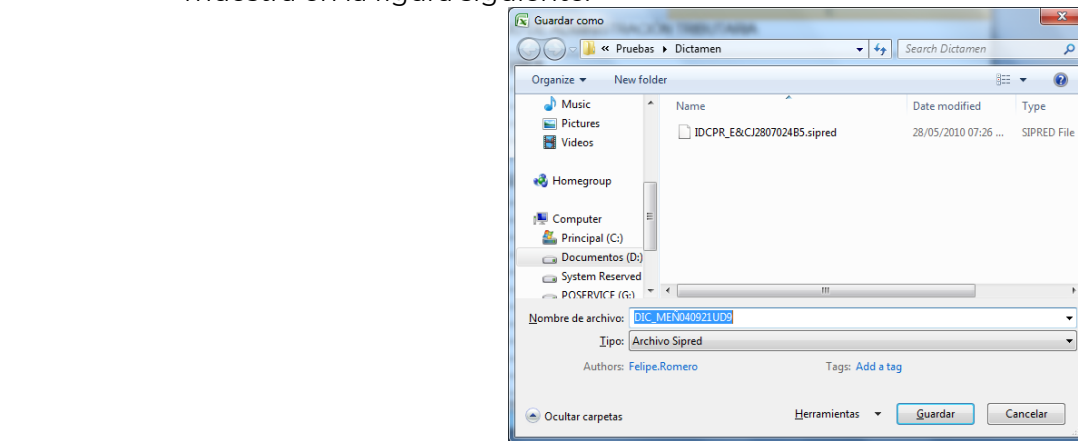 muestra en la figura siguiente:
Guardar como
« Pruebas ▸ Dictamen
Search Dictamen
Organize ▾ New folder
Music
Pictures
Videos
Homegroup
Computer
Principal (C:)
Documentos (D:)
System Reserved
POSERVICE (G:)
Name Date modified Type
IDCPR_E&CJ2807024B5.sipred 28/05/2010 07:26 ... SIPRED File
Nombre de archivo: DIC_MEÑ040921UD9
Tipo: Archivo Sipred
Authors: Felipe.Romero Tags: Add a tag
Ocultar carpetas Herramientas Guardar Cancelar